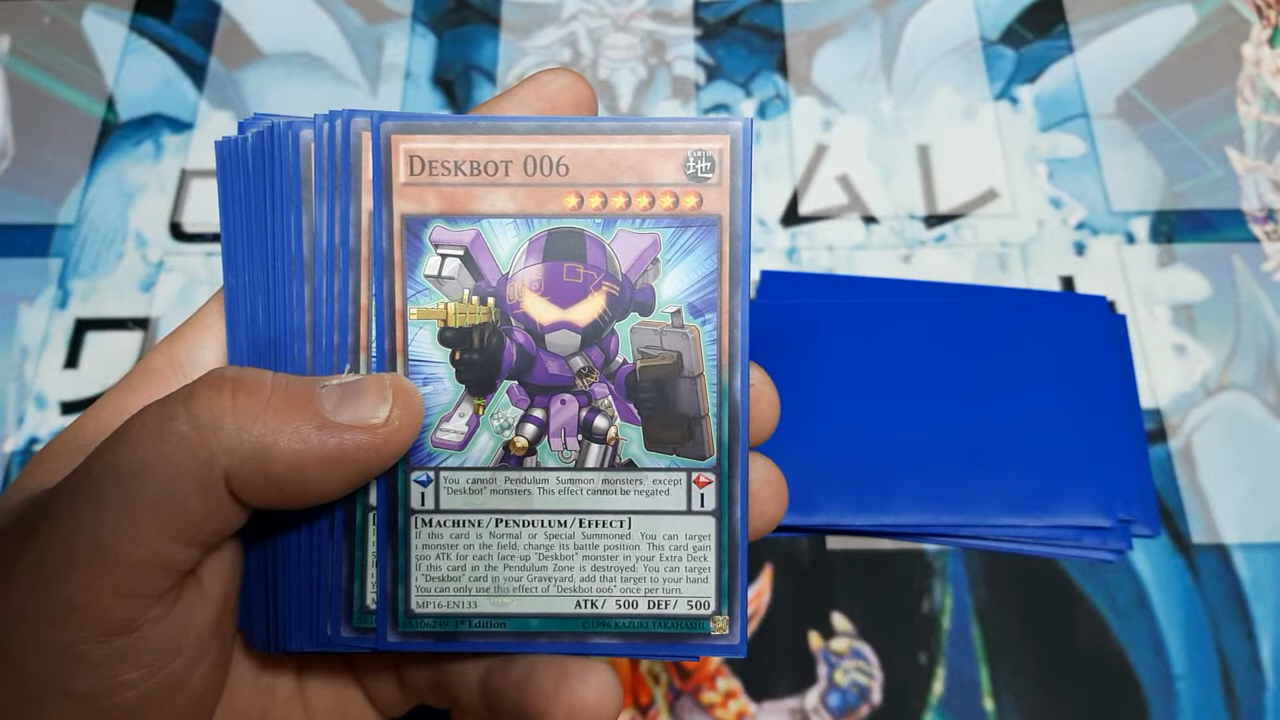 DESKBOT 006
EARTH
地
1
You cannot Pendulum Summon monsters, except
"Deskbot" monsters. This effect cannot be negated.
1
[MACHINE/PENDULUM/EFFECT]
If this card is Normal or Special Summoned. You can target
1 monster on the field; change its battle position. This card gain
500 ATK for each face-up "Deskbot" monster in your Extra Deck.
If this card in the Pendulum Zone is destroyed. You can target
1 "Deskbot" card in your Graveyard; add that target to your hand.
You can only use this effect of "Deskbot 006" once per turn.
MP16-EN133
ATK/ 500 DEF/ 500
1st Edition
©1996 KAZUKI TAKAHASHI